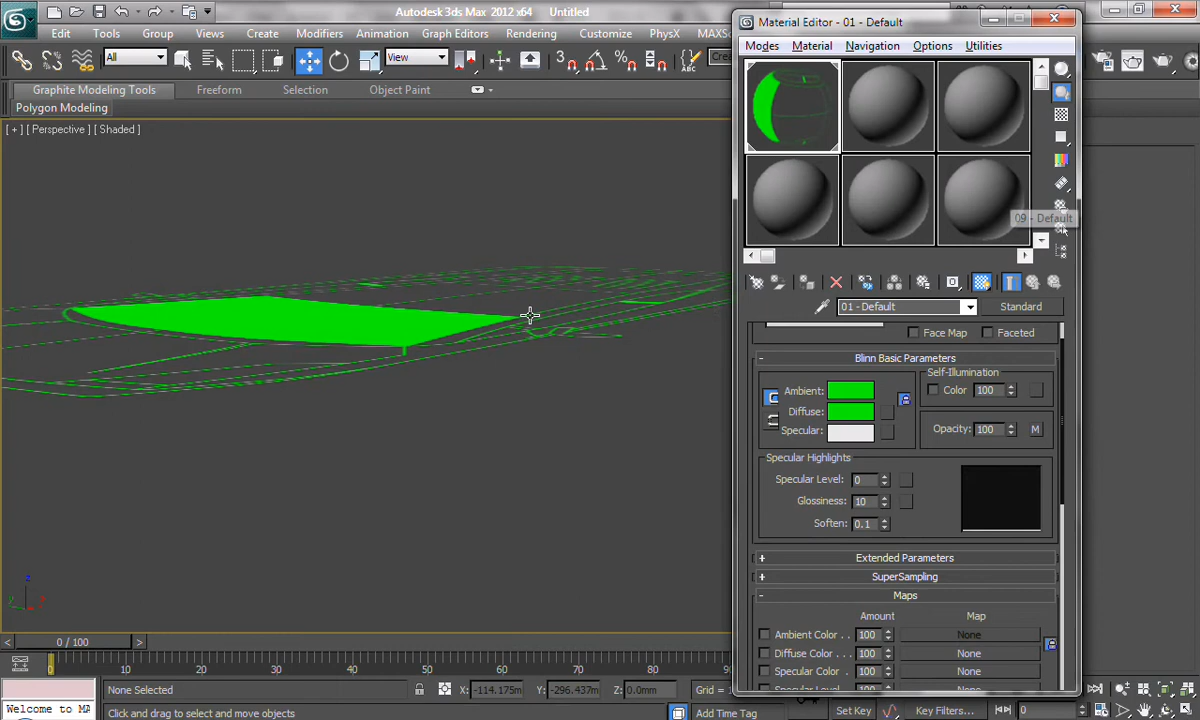 Autodesk 3ds Max 2012 x64 Untitled
Edit Tools Group Views Create Modifiers Animation Graph Editors Rendering Customize PhysX MAXSc
All View 3
Graphite Modeling Tools Freeform Selection Object Paint
Polygon Modeling
[ + ] [ Perspective ] [ Shaded ]
Material Editor - 01 - Default
Modes Material Navigation Options Utilities
09 - Default
01 - Default Standard
Face Map Faceted
- Blinn Basic Parameters
Self-Illumination
Ambient: Color 100
Diffuse:
Specular: Opacity: 100 M
Specular Highlights
Specular Level: 0
Glossiness: 10
Soften: 0.1
+ Extended Parameters
+ SuperSampling
- Maps
Amount Map
Ambient Color . . 100 None
Diffuse Color . . . 100 None
Specular Color . 100 None
z
y x
< 0 / 100 >
0 10 20 30 40 50 60 70 80 90
None Selected X: -114.175m Y: -296.437m Z: 0.0mm Grid =
Welcome to MA Click and drag to select and move objects Add Time Tag Set Key Key Filters... 0